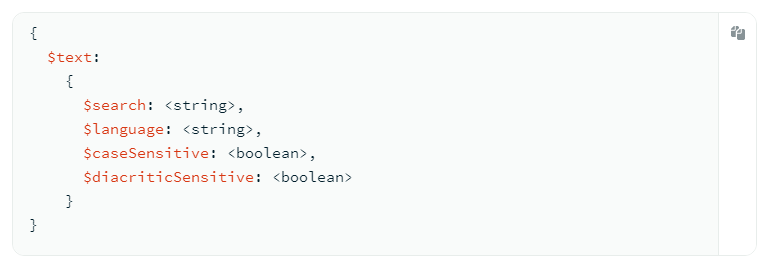 {
  $text:
    {
      $search: <string>,
      $language: <string>,
      $caseSensitive: <boolean>,
      $diacriticSensitive: <boolean>
    }
}